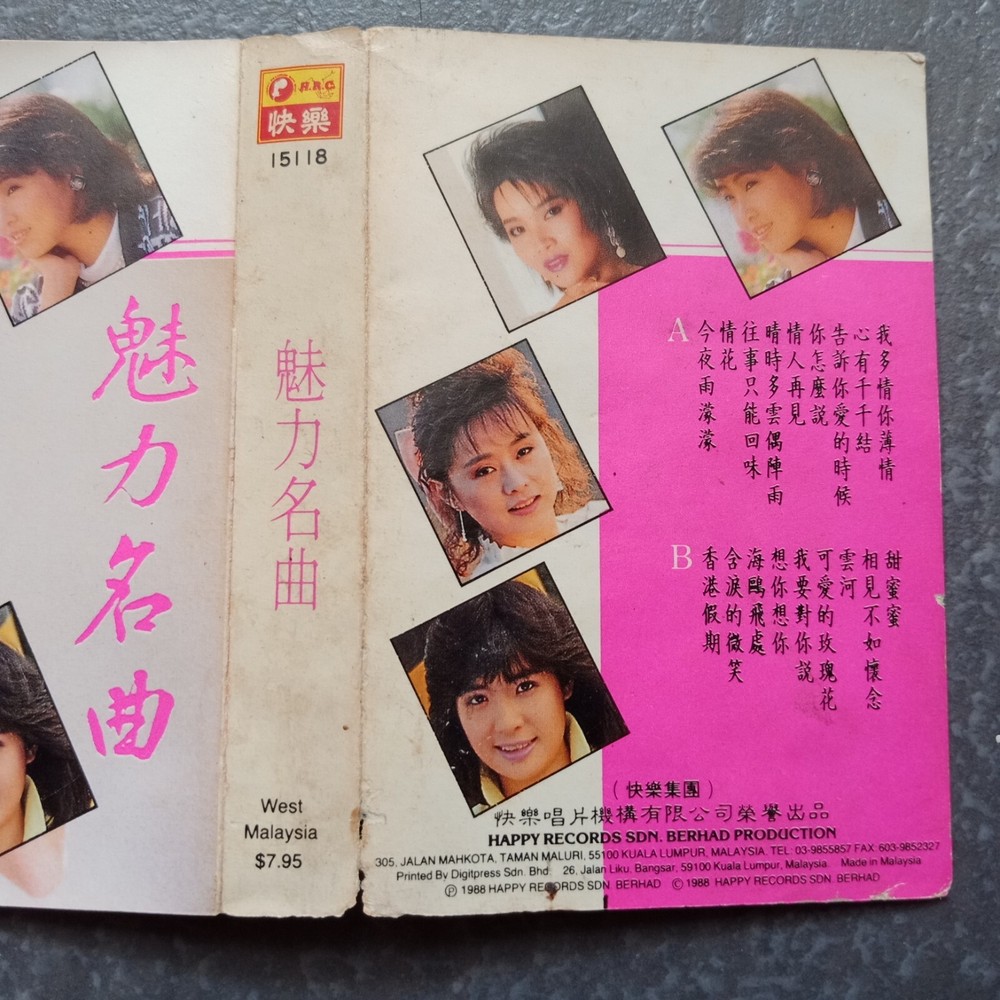 魅力名曲
H.R.C.
快樂
15118
魅力名曲
West
Malaysia
$7.95
A
我多情你薄情
心有千千結
告訴你愛的時候
你怎麼說
情人再見
晴時多雲偶陣雨
往事只能回味
情花
今夜雨濛濛
B
甜蜜蜜
相見不如懷念
雲河
可愛的玫瑰花
我要對你說
想你想你
海鷗飛處
含淚的微笑
香港假期
（快樂集團）
快樂唱片機構有限公司榮譽出品
HAPPY RECORDS SDN. BERHAD PRODUCTION
305, JALAN MAHKOTA, TAMAN MALURI, 55100 KUALA LUMPUR, MALAYSIA. TEL: 03-9855857 FAX: 603-9852327
Printed By Digitpress Sdn. Bhd. 26, Jalan Liku, Bangsar, 59100 Kuala Lumpur, Malaysia. Made in Malaysia
Ⓟ 1988 HAPPY RECORDS SDN. BERHAD © 1988 HAPPY RECORDS SDN. BERHAD